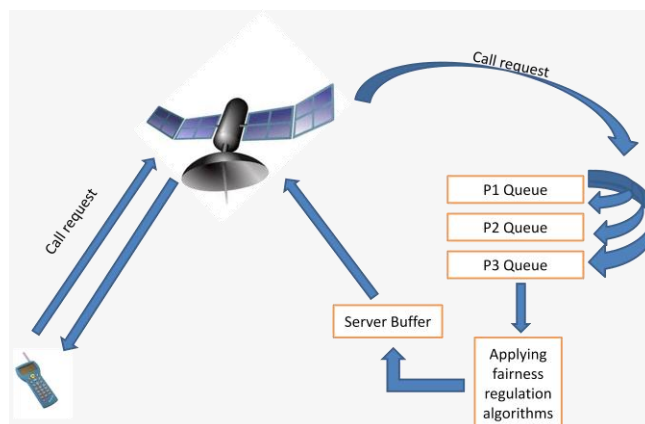 Call request
Call request
P1 Queue
P2 Queue
P3 Queue
Server Buffer
Applying
fairness
regulation
algorithms